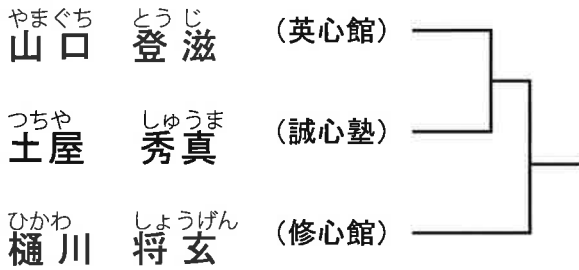 やまぐち とうじ
山口 登滋 (英心館)
つちや しゅうま
土屋 秀真 (誠心塾)
ひかわ しょうげん
樋川 将玄 (修心館)